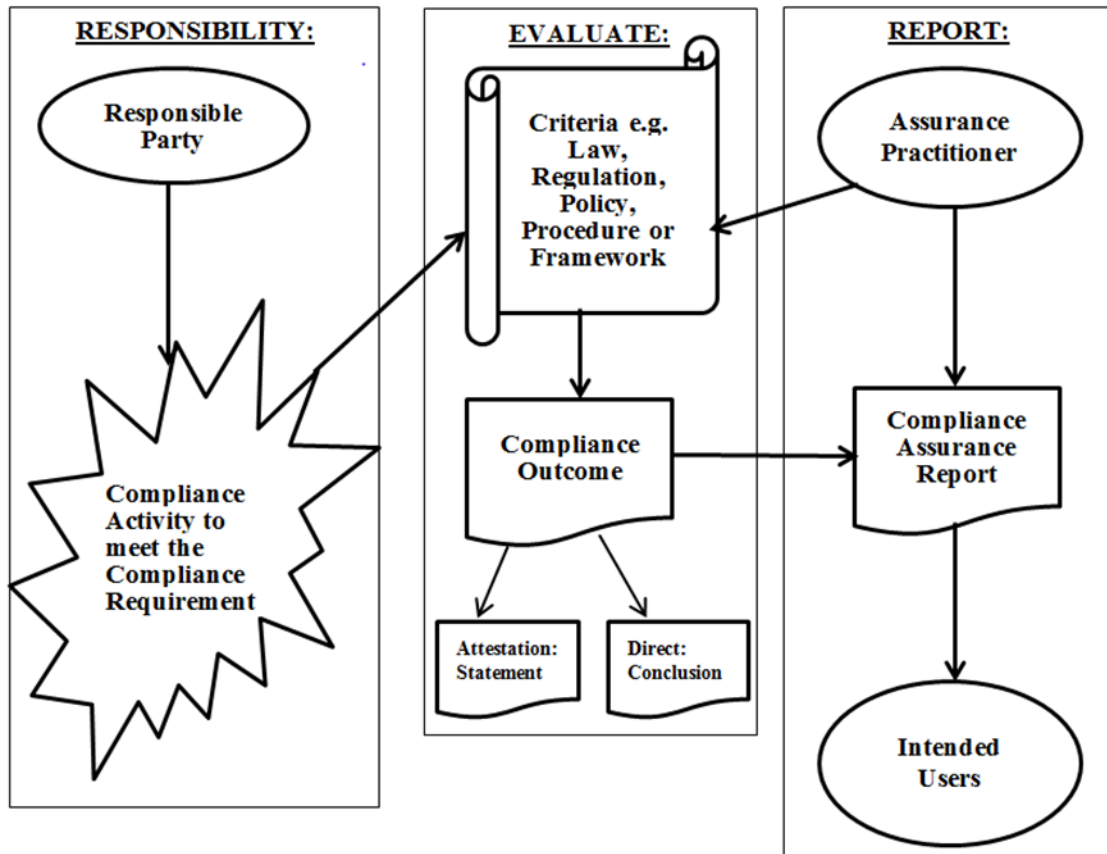 RESPONSIBILITY:
Responsible
Party
Compliance
Activity to
meet the
Compliance
Requirement
EVALUATE:
Criteria e.g.
Law,
Regulation,
Policy,
Procedure or
Framework
Compliance
Outcome
Attestation:
Statement
Direct:
Conclusion
REPORT:
Assurance
Practitioner
Compliance
Assurance
Report
Intended
Users